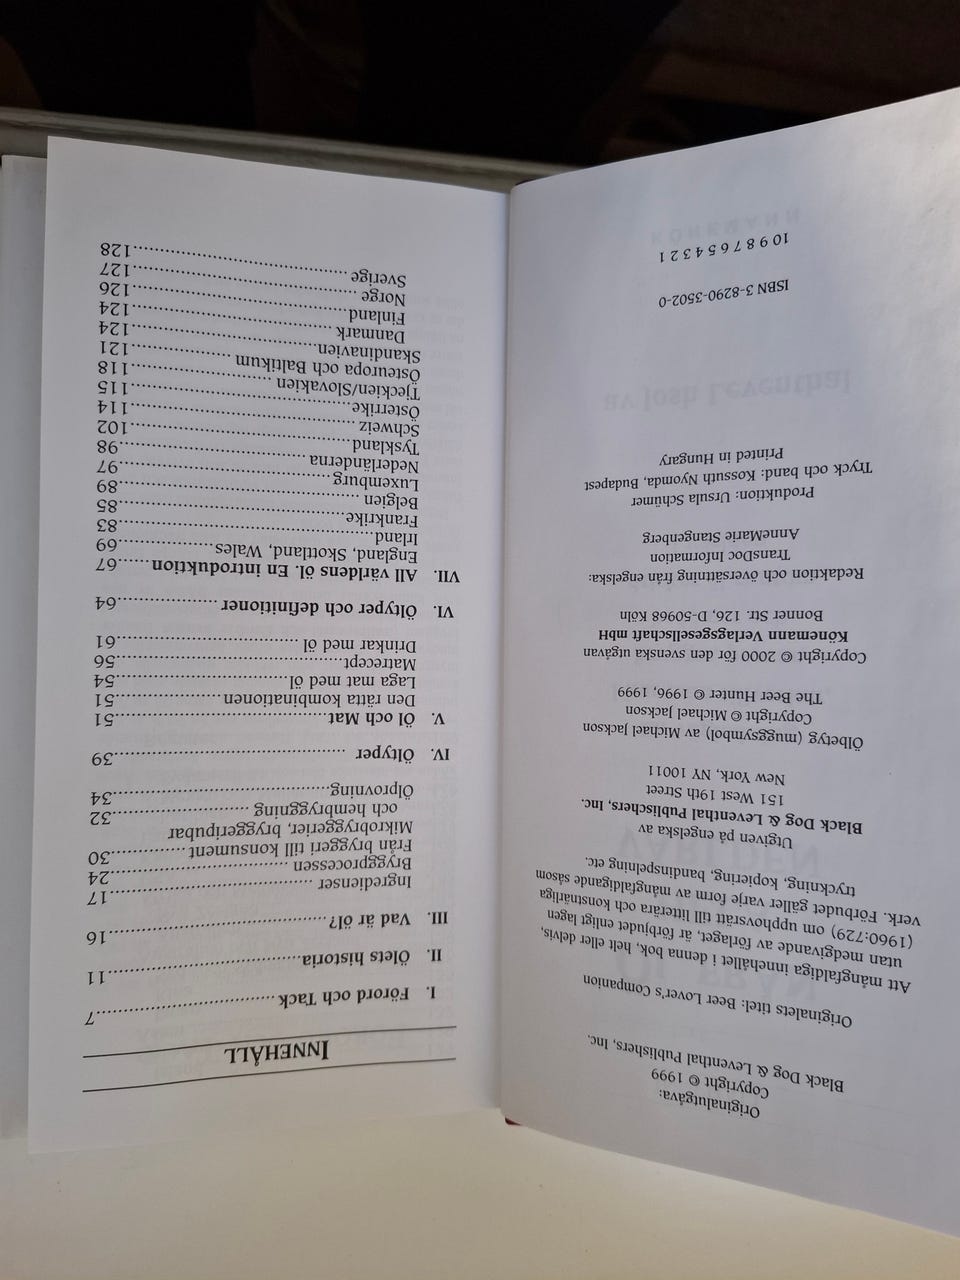 Originalutgåva:
Copyright © 1999
Black Dog & Leventhal Publishers, Inc.
Originalets titel: Beer Lover's Companion
Att mångfaldiga innehållet i denna bok, helt eller delvis,
utan medgivande av förlaget, är förbjudet enligt lagen
(1960:729) om upphovsrätt till litterära och konstnärliga
verk. Förbudet gäller varje form av mångfaldigande såsom
tryckning, kopiering, bandinspelning etc.
Utgiven på engelska av
Black Dog & Leventhal Publischers, Inc.
151 West 19th Street
New York, NY 10011
Ölbetyg (muggsymbol) av Michael Jackson
Copyright © Michael Jackson
The Beer Hunter © 1996, 1999
Copyright © 2000 för den svenska utgåvan
Könemann Verlagsgesellschaft mbH
Bonner Str. 126, D-50968 Köln
Redaktion och översättning från engelska:
TransDoc Information
AnneMarie Stangenberg
Produktion: Ursula Schümer
Tryck och band: Kossuth Nyomda, Budapest
Printed in Hungary
ISBN 3-8290-3502-0
10 9 8 7 6 5 4 3 2 1
INNEHÅLL
I. Förord och Tack 7
II. Ölets historia 11
III. Vad är öl? 16
Ingredienser 17
Bryggprocessen 24
Från bryggeri till konsument 30
Mikrobryggerier, bryggeripubar
och hembryggning 32
Ölprovning 34
IV. Öltyper 39
V. Öl och Mat 51
Den rätta kombinationen 51
Laga mat med öl 54
Matrecept 56
Drinkar med öl 61
VI. Öltyper och definitioner 64
VII. All världens öl. En introduktion 67
England, Skottland, Wales 69
Irland 83
Frankrike 85
Belgien 89
Luxemburg 97
Nederländerna 98
Tyskland 102
Schweiz 114
Österrike 115
Tjeckien/Slovakien 118
Östeuropa och Baltikum 121
Skandinavien 124
Danmark 124
Finland 126
Norge 127
Sverige 128